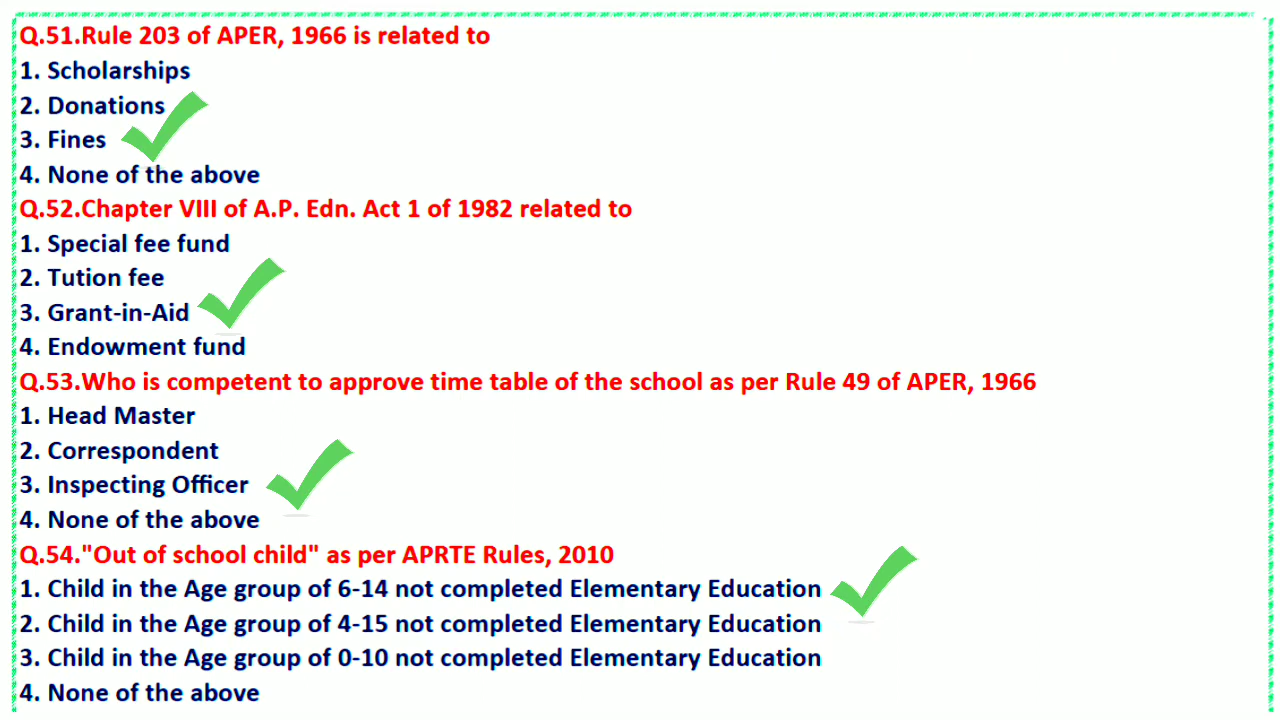 Q.51.Rule 203 of APER, 1966 is related to
1. Scholarships
2. Donations
3. Fines
4. None of the above
Q.52.Chapter VIII of A.P. Edn. Act 1 of 1982 related to
1. Special fee fund
2. Tution fee
3. Grant-in-Aid
4. Endowment fund
Q.53.Who is competent to approve time table of the school as per Rule 49 of APER, 1966
1. Head Master
2. Correspondent
3. Inspecting Officer
4. None of the above
Q.54."Out of school child" as per APRTE Rules, 2010
1. Child in the Age group of 6-14 not completed Elementary Education
2. Child in the Age group of 4-15 not completed Elementary Education
3. Child in the Age group of 0-10 not completed Elementary Education
4. None of the above